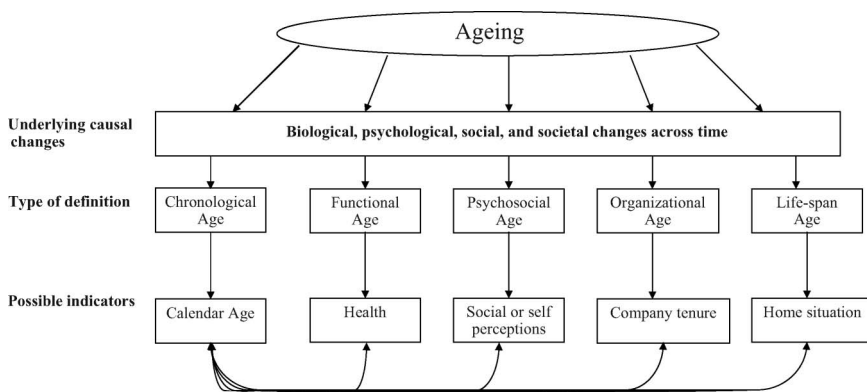 Ageing
Underlying causal
changes
Biological, psychological, social, and societal changes across time
Type of definition
Chronological
Age
Functional
Age
Psychosocial
Age
Organizational
Age
Life-span
Age
Possible indicators
Calendar Age
Health
Social or self
perceptions
Company tenure
Home situation